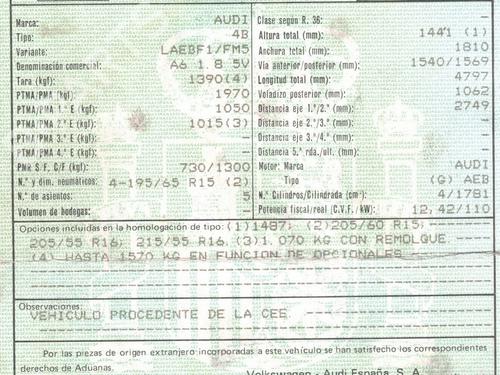 Marca: AUDI
Tipo: 4B
Variante: LAEBF1/FM5
Denominación comercial: A6 1.8 5V
Tara (kgf): 1390(4)
PTMA/PMA (kgf): 1970
PTMA/PMA 1.° E (kgf): 1050
PTMA/PMA 2.° E (kgf): 1015(3)
PTMA/PMA 3.° E (kgf): —
PTMA/PMA 4.° E (kgf): —
PMR S/F, C/F (kgf): 730/1300
N.° y dim. neumáticos: 4-195/65 R15 (2)
N.° de asientos: 5
Volumen de bodegas: —
Clase según R. 36: —
Altura total (mm): 1441 (1)
Anchura total (mm): 1810
Vía anterior/posterior (mm): 1540/1569
Longitud total (mm): 4797
Voladizo posterior (mm): 1062
Distancia eje 1.°/2.° (mm): 2749
Distancia eje 2.°/3.° (mm): —
Distancia eje 3.°/4.° (mm): —
Distancia 5.ª rda./ult. (mm): —
Motor: Marca AUDI
Tipo (G) AEB
N.° Cilindros/Cilindrada (cm³): 4/1781
Potencia fiscal/real (C.V.F./kW): 12,42/110
Opciones incluidas en la homologación de tipo: (1)1487; (2)205/60 R15;
205/55 R16; 215/55 R16.(3)1.070 KG CON REMOLQUE.
(4) HASTA 1570 KG EN FUNCION DE OPCIONALES
Observaciones:
VEHICULO PROCEDENTE DE LA CEE
Por las piezas de origen extranjero incorporadas a este vehículo se han satisfecho los correspondientes
derechos de Aduanas.
Volkswagen - Audi España, S. A.